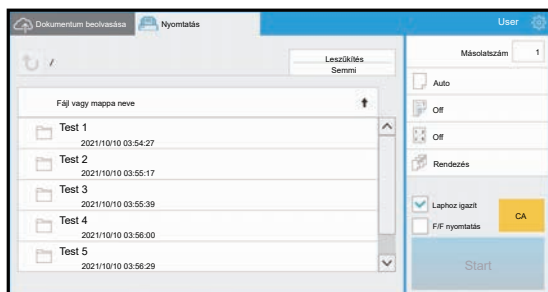 Dokumentum beolvasása
Nyomtatás
User
/
Leszűkítés
Semmi
Másolatszám
1
Auto
Fájl vagy mappa neve
Off
Test 1
2021/10/10 03:54:27
Off
Test 2
2021/10/10 03:55:17
Rendezés
Test 3
2021/10/10 03:55:39
Laphoz igazít
Test 4
2021/10/10 03:56:00
F/F nyomtatás
CA
Test 5
2021/10/10 03:56:29
Start